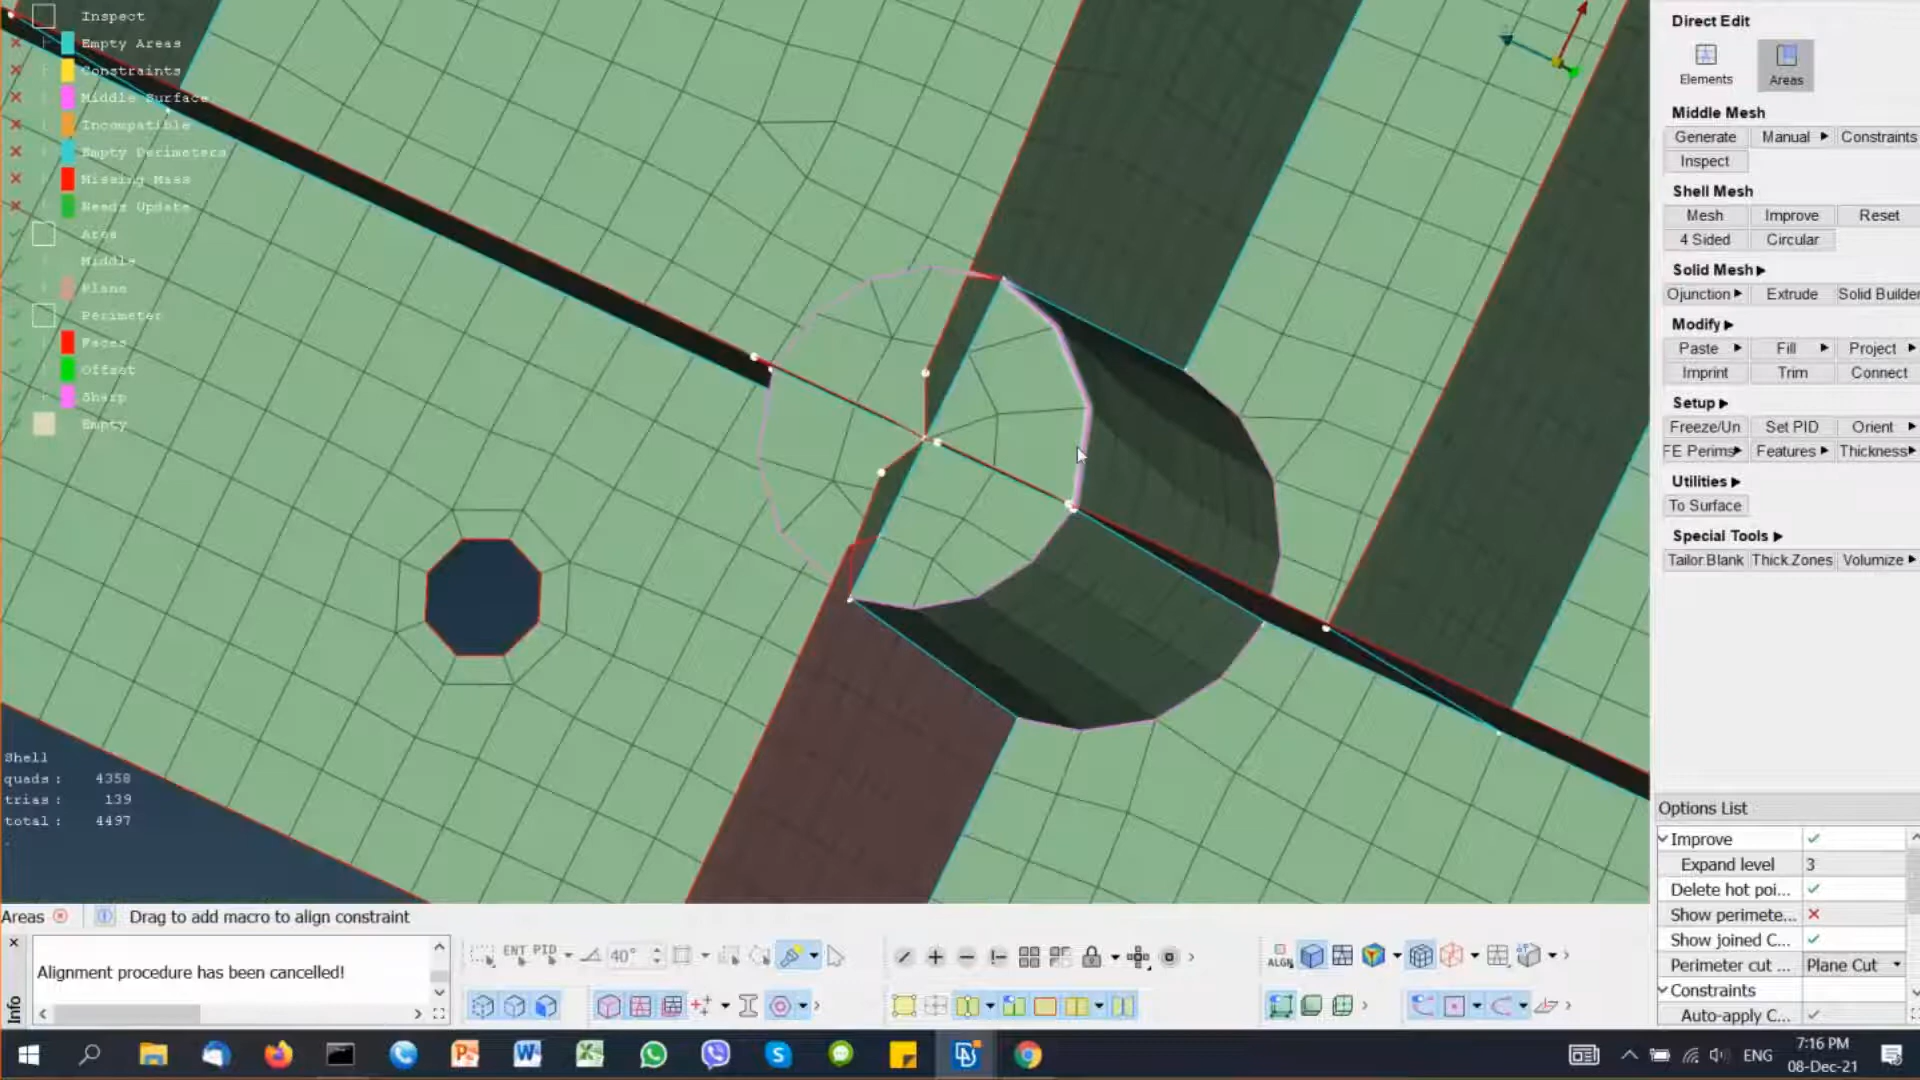 Inspect
Empty Areas
Constraints
Middle Surface
Incompatible
Empty Perimeters
Missing Mass
Needs Update
Area
Middle
Plane
Perimeter
Faces
Offset
Sharp
Empty
Shell
quads : 4358
trias : 139
total : 4497
Direct Edit
Elements
Areas
Middle Mesh
Generate
Manual
Constraints
Inspect
Shell Mesh
Mesh
Improve
Reset
4 Sided
Circular
Solid Mesh
Ojunction
Extrude
Solid Builder
Modify
Paste
Fill
Project
Imprint
Trim
Connect
Setup
Freeze/Un
Set PID
Orient
FE Perims
Features
Thickness
Utilities
To Surface
Special Tools
Tailor.Blank
Thick.Zones
Volumize
Options List
Improve
Expand level 3
Delete hot poi...
Show perimete...
Show joined C...
Perimeter cut ... Plane Cut
Constraints
Auto-apply C...
Areas
Drag to add macro to align constraint
Alignment procedure has been cancelled!
Info
ENT PID
40°
ALGN
ENG
7:16 PM
08-Dec-21